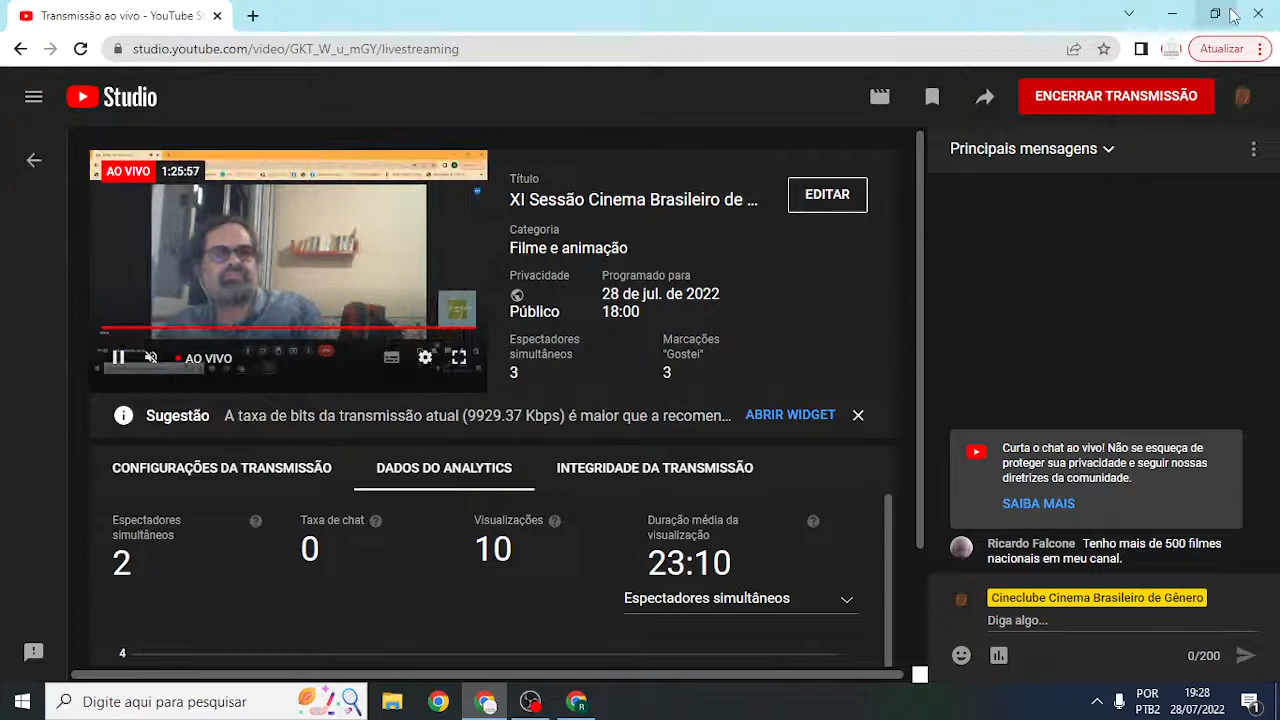 Transmissão ao vivo - YouTube S
studio.youtube.com/video/GKT_W_u_mGY/livestreaming
Atualizar
Studio
ENCERRAR TRANSMISSÃO
Principais mensagens
AO VIVO 1:25:57
AO VIVO
Título
XI Sessão Cinema Brasileiro de ...
EDITAR
Categoria
Filme e animação
Privacidade
Público
Programado para
28 de jul. de 2022
18:00
Espectadores
simultâneos
3
Marcações
"Gostei"
3
Sugestão A taxa de bits da transmissão atual (9929.37 Kbps) é maior que a recomen...
ABRIR WIDGET
CONFIGURAÇÕES DA TRANSMISSÃO
DADOS DO ANALYTICS
INTEGRIDADE DA TRANSMISSÃO
Espectadores
simultâneos
2
Taxa de chat
0
Visualizações
10
Duração média da
visualização
23:10
Espectadores simultâneos
4
Curta o chat ao vivo! Não se esqueça de
proteger sua privacidade e seguir nossas
diretrizes da comunidade.
SAIBA MAIS
Ricardo Falcone Tenho mais de 500 filmes
nacionais em meu canal.
Cineclube Cinema Brasileiro de Gênero
Diga algo...
0/200
Digite aqui para pesquisar
POR
PTB2
19:28
28/07/2022
1